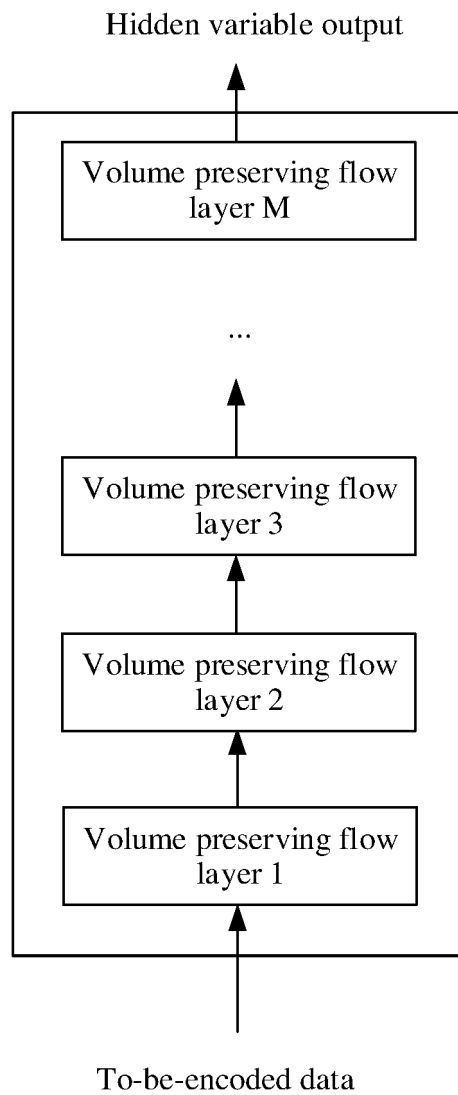 Hidden variable output
Volume preserving flow
layer M
...
Volume preserving flow
layer 3
Volume preserving flow
layer 2
Volume preserving flow
layer 1
To-be-encoded data